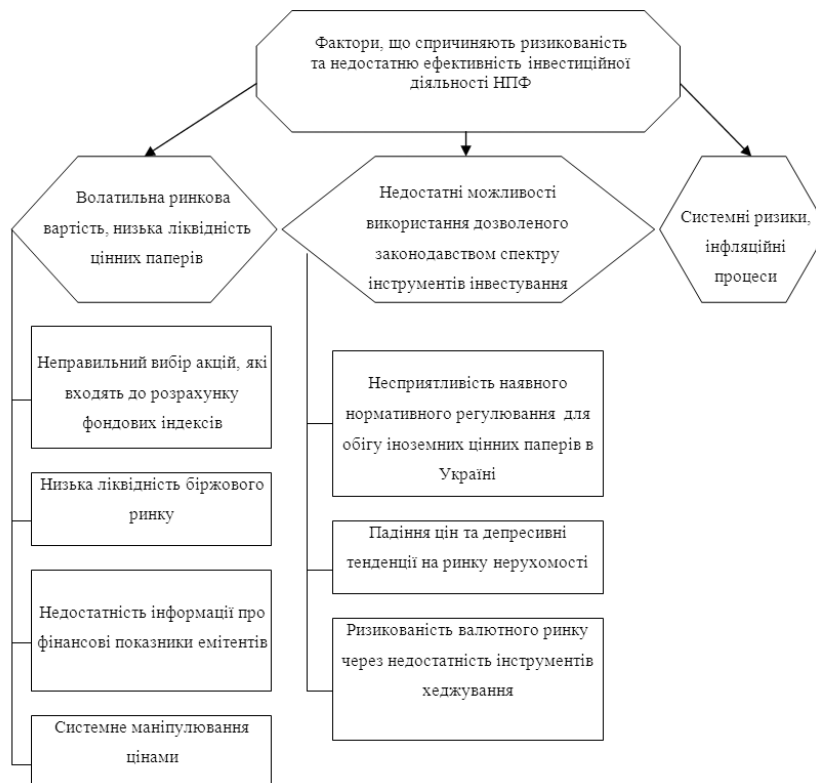 Фактори, що спричиняють ризикованість
та недостатню ефективність інвестиційної
діяльності НПФ
Волатильна ринкова
вартість, низька ліквідність
цінних паперів
Недостатні можливості
використання дозволеного
законодавством спектру
інструментів інвестування
Системні ризики,
інфляційні
процеси
Неправильний вибір акцій, які
входять до розрахунку
фондових індексів
Низька ліквідність біржового
ринку
Недостатність інформації про
фінансові показники емітентів
Системне маніпулювання
цінами
Несприятливість наявного
нормативного регулювання для
обігу іноземних цінних паперів в
Україні
Падіння цін та депресивні
тенденції на ринку нерухомості
Ризикованість валютного ринку
через недостатність інструментів
хеджування